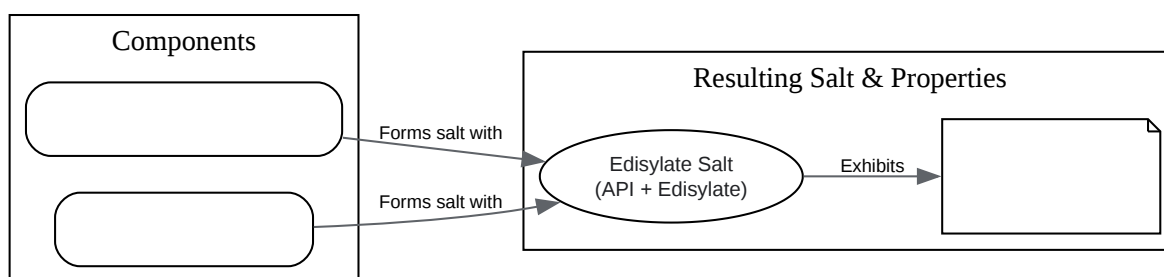 Components
Resulting Salt & Properties
Forms salt with
Edisylate Salt
(API + Edisylate)
Exhibits
Forms salt with